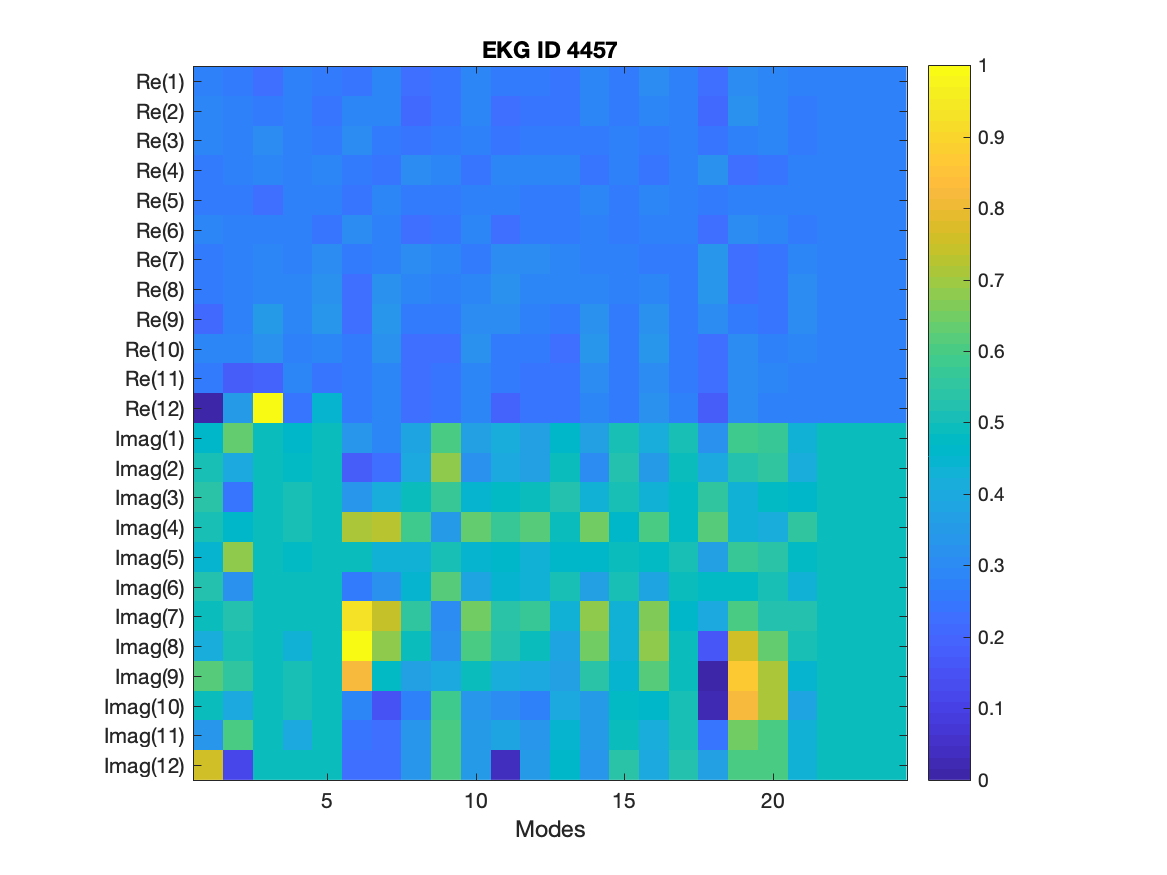 EKG ID 4457
Re(1)
Re(2)
Re(3)
Re(4)
Re(5)
Re(6)
Re(7)
Re(8)
Re(9)
Re(10)
Re(11)
Re(12)
Imag(1)
Imag(2)
Imag(3)
Imag(4)
Imag(5)
Imag(6)
Imag(7)
Imag(8)
Imag(9)
Imag(10)
Imag(11)
Imag(12)
5 10 15 20
Modes
1
0.9
0.8
0.7
0.6
0.5
0.4
0.3
0.2
0.1
0